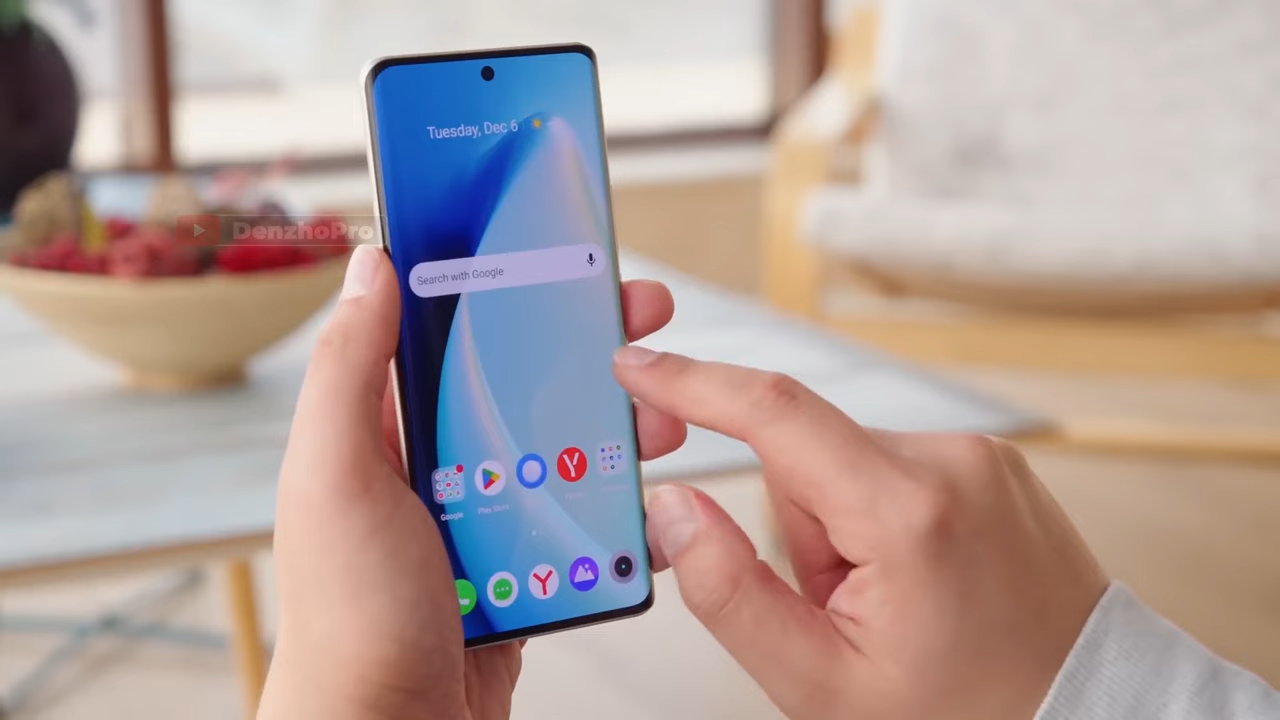 Tuesday, Dec 6
DenzhoPro
Search with Google
Google
Play Store